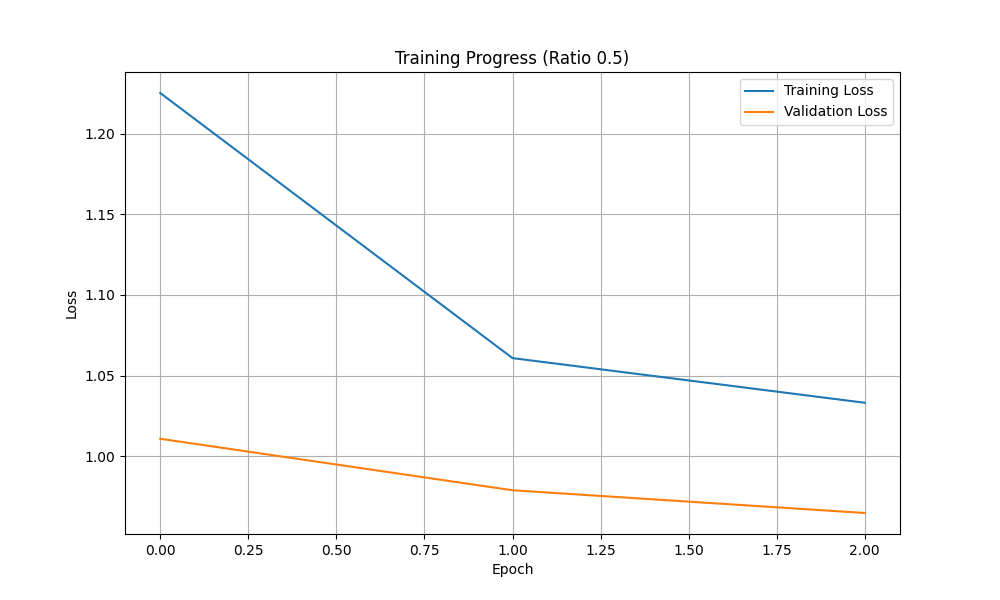 Training Progress (Ratio 0.5)
Training Loss
Validation Loss
1.20
1.15
1.10
1.05
1.00
Loss
0.00 0.25 0.50 0.75 1.00 1.25 1.50 1.75 2.00
Epoch